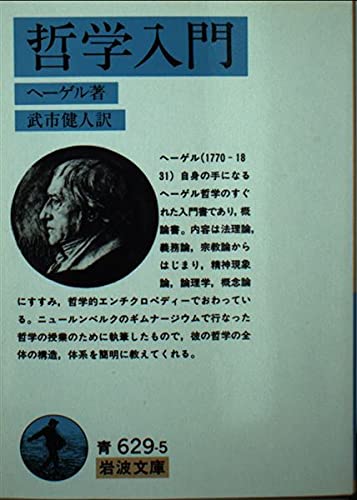 哲学入門
ヘーゲル著
武市健人訳
ヘーゲル(1770‐18
31)自身の手になる
ヘーゲル哲学のすぐ
れた入門書であり,概
論書。内容は法理論,
義務論,宗教論から
はじまり,精神現象
論,論理学,概念論
にすすみ,哲学的エンチクロペディーでおわってい
る。ニュールンベルクのギムナージウムで行なった
哲学の授業のために執筆したもので,彼の哲学の全
体の構造,体系を簡明に教えてくれる。
青 629-5
岩波文庫